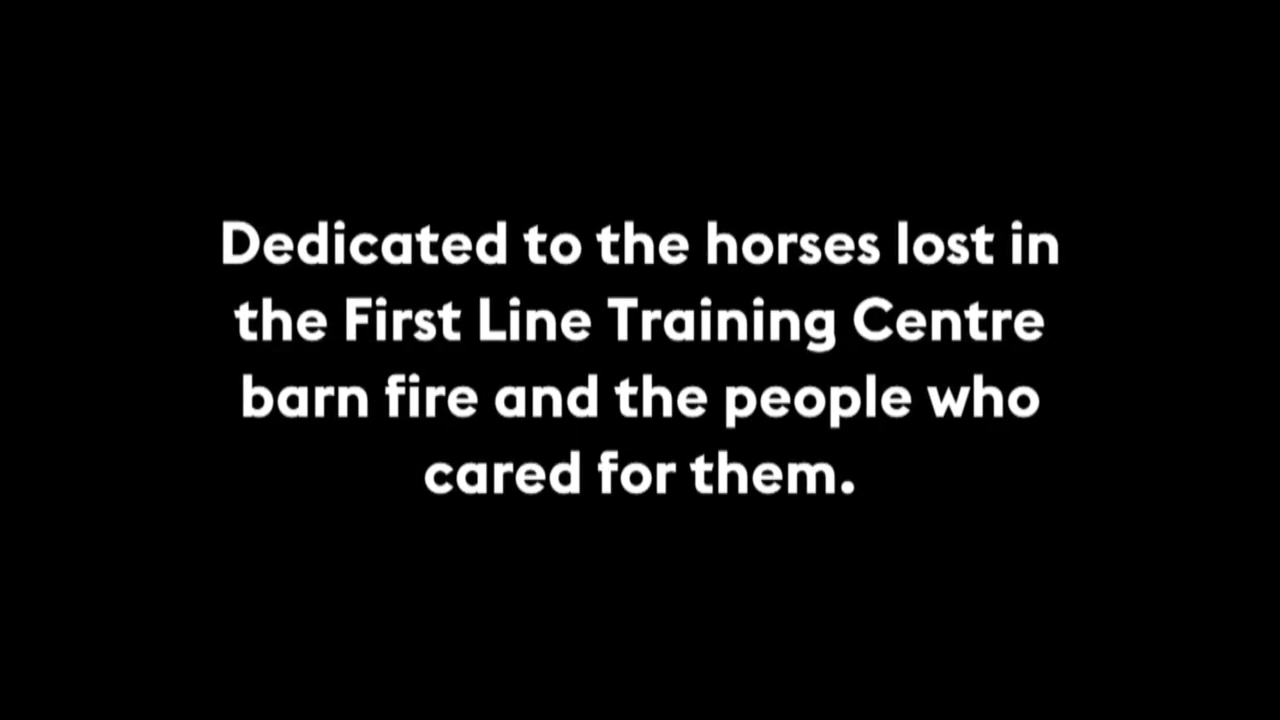 Dedicated to the horses lost in
the First Line Training Centre
barn fire and the people who
cared for them.